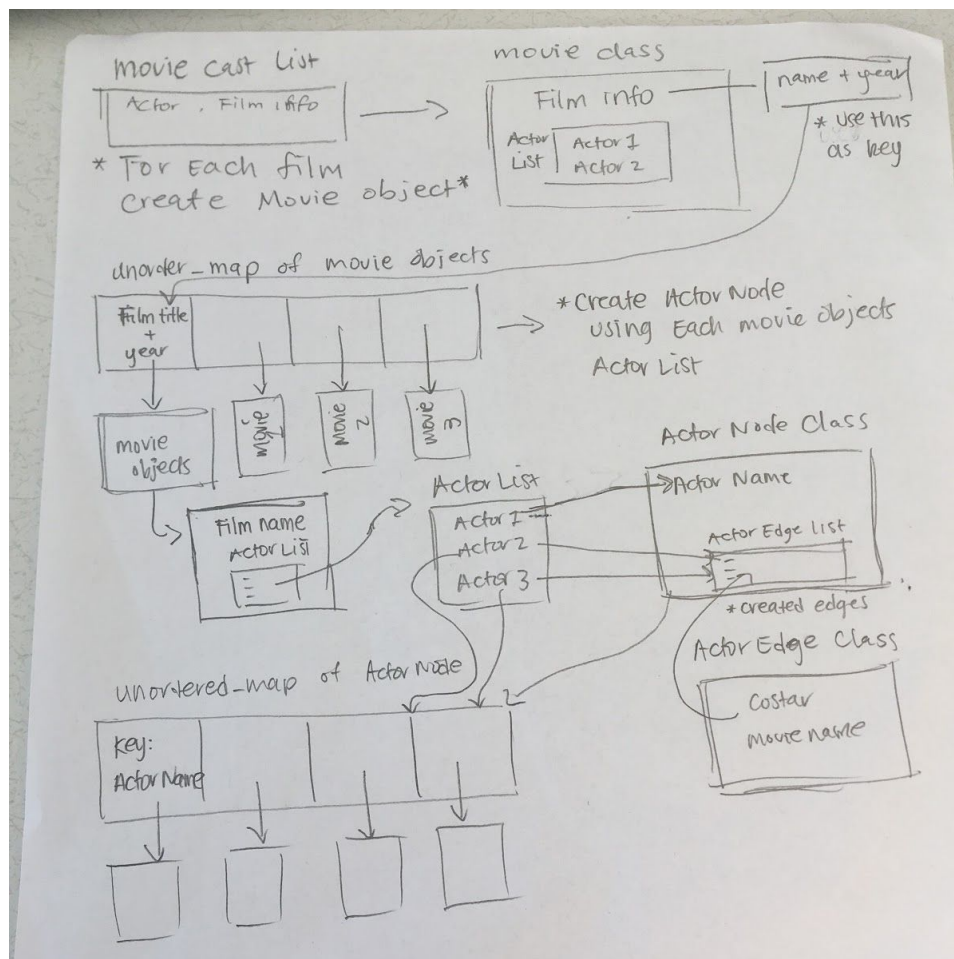 movie cast List
Actor . Film info
movie class
Film info
Actor List
Actor 1
Actor 2
name + year
* use this
as key
* For Each film
create Movie object*
unorder_map of movie objects
Film title
+
year
movie
objects
Movie 1
Movie 2
movie 3
*Create ActorNode
using Each movie objects
Actor List
Film name
Actor List
Actor List
Actor 1
Actor 2
Actor 3
Actor Node Class
Actor Name
Actor Edge list
* created edges
Actor Edge Class
Costar
movie name
unordered_map of ActorNode
Key:
Actor Name